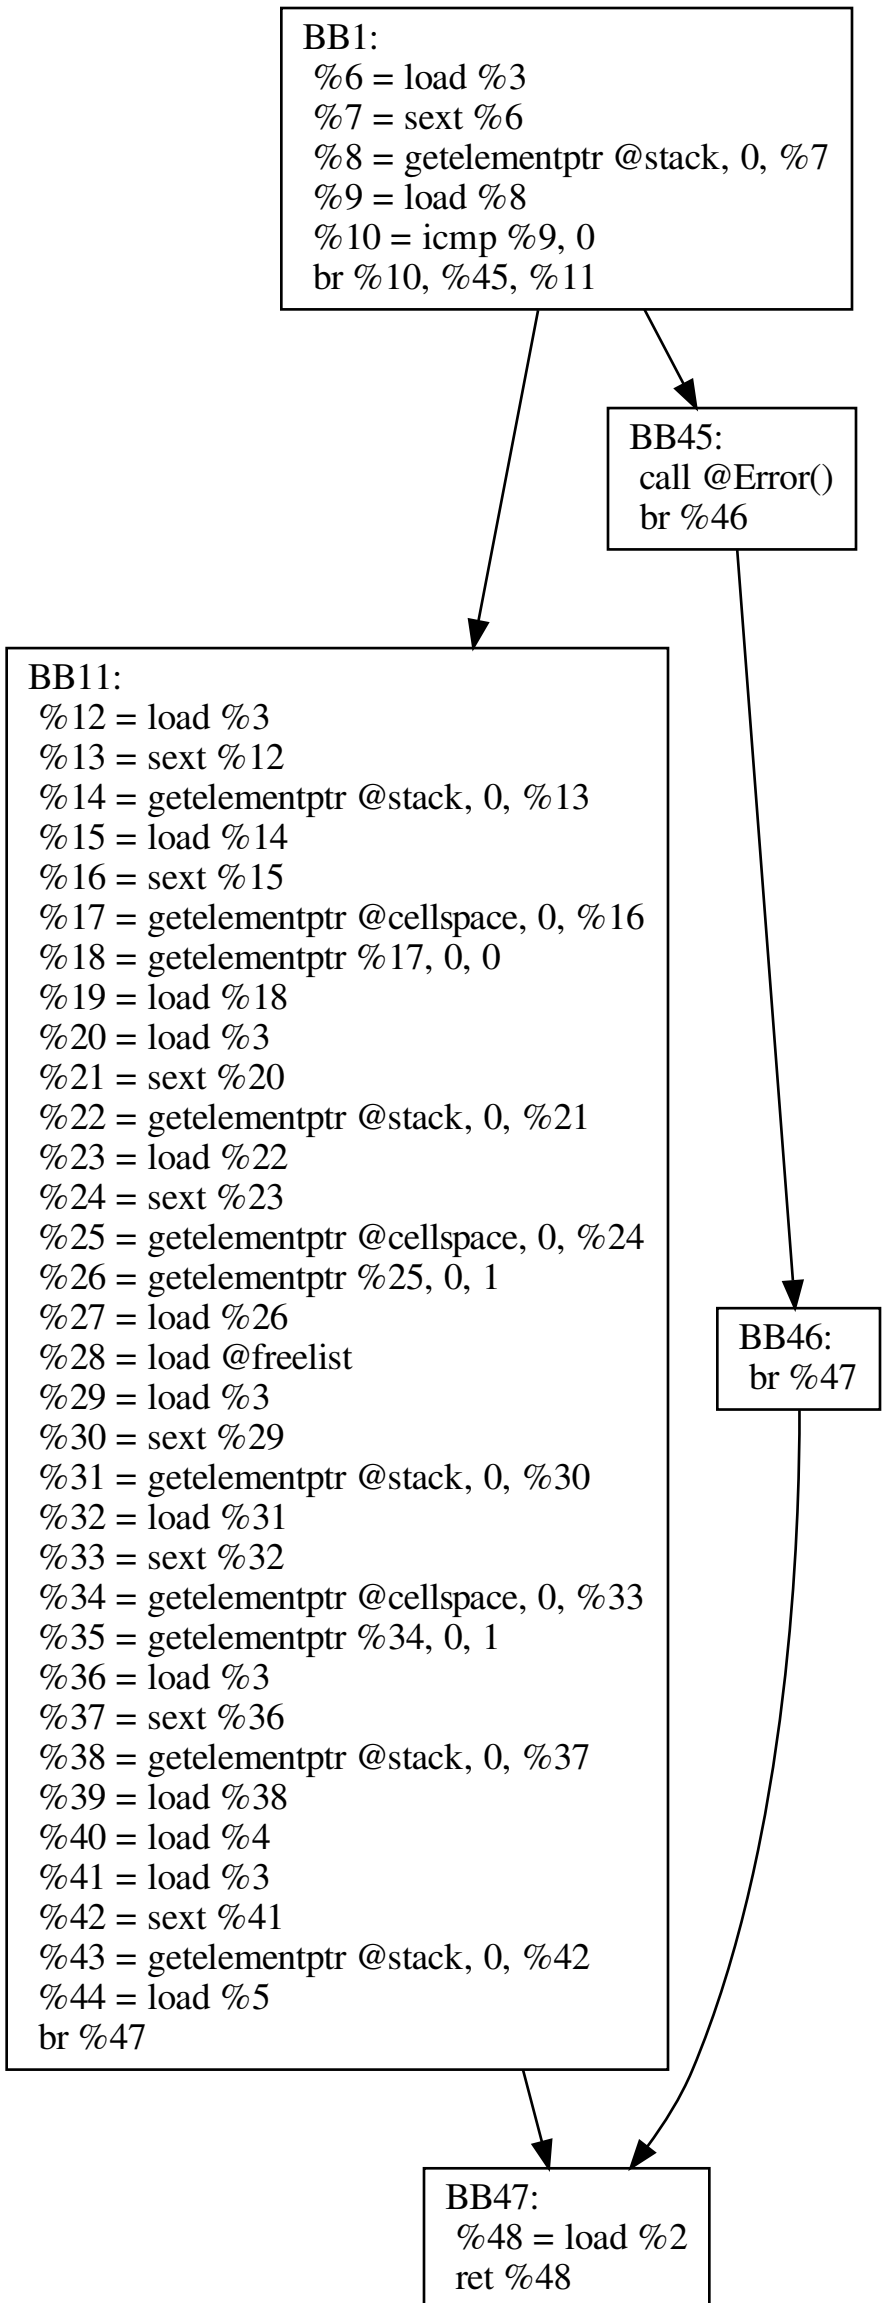 BB1:
%6 = load %3
%7 = sext %6
%8 = getelementptr @stack, 0, %7
%9 = load %8
%10 = icmp %9, 0
br %10, %45, %11
BB45:
call @Error()
br %46
BB11:
%12 = load %3
%13 = sext %12
%14 = getelementptr @stack, 0, %13
%15 = load %14
%16 = sext %15
%17 = getelementptr @cellspace, 0, %16
%18 = getelementptr %17, 0, 0
%19 = load %18
%20 = load %3
%21 = sext %20
%22 = getelementptr @stack, 0, %21
%23 = load %22
%24 = sext %23
%25 = getelementptr @cellspace, 0, %24
%26 = getelementptr %25, 0, 1
%27 = load %26
%28 = load @freelist
%29 = load %3
%30 = sext %29
%31 = getelementptr @stack, 0, %30
%32 = load %31
%33 = sext %32
%34 = getelementptr @cellspace, 0, %33
%35 = getelementptr %34, 0, 1
%36 = load %3
%37 = sext %36
%38 = getelementptr @stack, 0, %37
%39 = load %38
%40 = load %4
%41 = load %3
%42 = sext %41
%43 = getelementptr @stack, 0, %42
%44 = load %5
br %47
BB46:
br %47
BB47:
%48 = load %2
ret %48